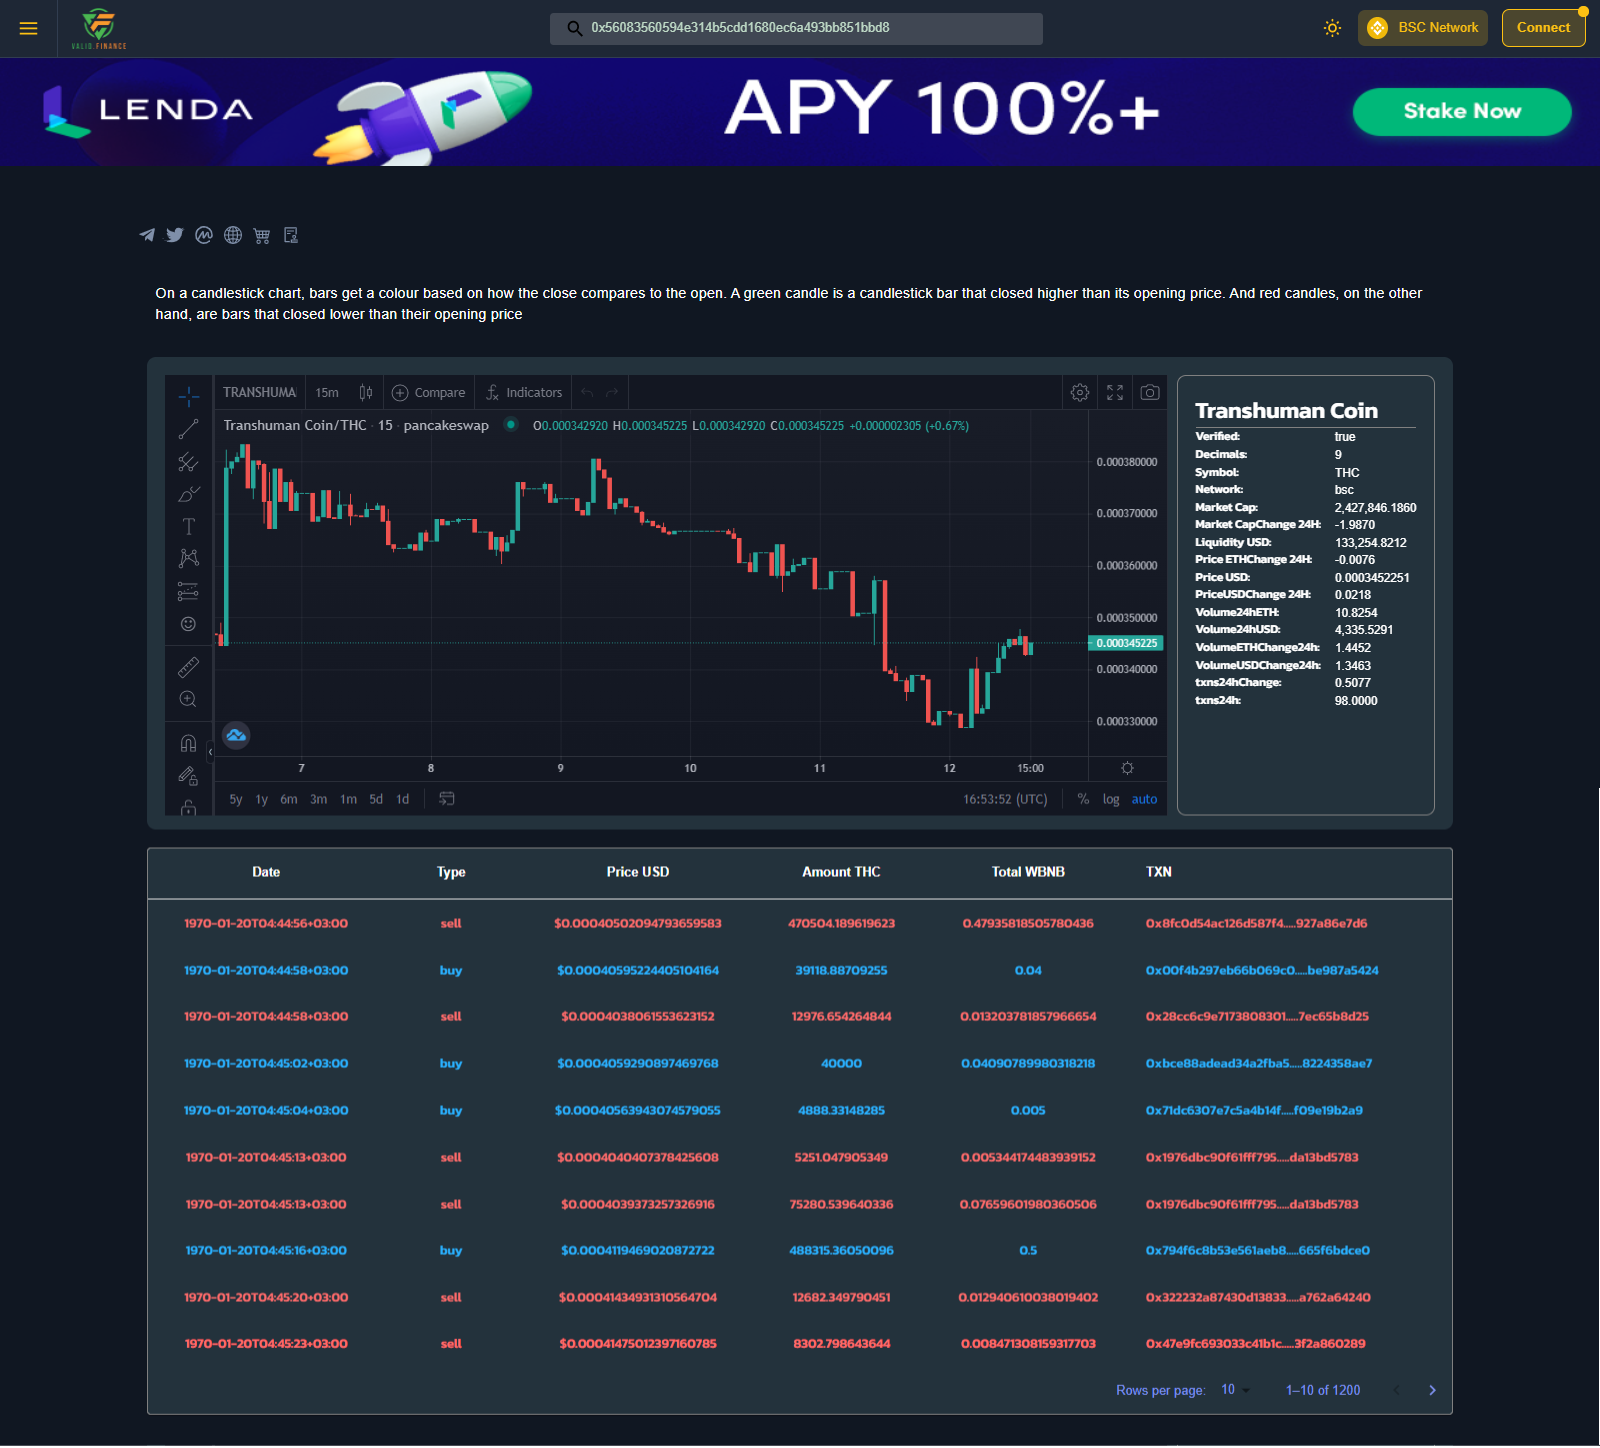 VALID.FINANCE
0x56083560594e314b5cdd1680ec6a493bb851bbd8
BSC Network
Connect
LENDA
APY 100%+
Stake Now
On a candlestick chart, bars get a colour based on how the close compares to the open. A green candle is a candlestick bar that closed higher than its opening price. And red candles, on the other
hand, are bars that closed lower than their opening price
TRANSHUMA 15m Compare Indicators
Transhuman Coin/THC · 15 · pancakeswap O0.000342920 H0.000345225 L0.000342920 C0.000345225 +0.000002305 (+0.67%)
0.000380000
0.000370000
0.000360000
0.000350000
0.000345225
0.000340000
0.000330000
7 8 9 10 11 12 15:00
5y 1y 6m 3m 1m 5d 1d 16:53:52 (UTC) % log auto
Transhuman Coin
Verified: true
Decimals: 9
Symbol: THC
Network: bsc
Market Cap: 2,427,846.1860
Market CapChange 24H: -1.9870
Liquidity USD: 133,254.8212
Price ETHChange 24H: -0.0076
Price USD: 0.0003452251
PriceUSDChange 24H: 0.0218
Volume24hETH: 10.8254
Volume24hUSD: 4,335.5291
VolumeETHChange24h: 1.4452
VolumeUSDChange24h: 1.3463
txns24hChange: 0.5077
txns24h: 98.0000
Date Type Price USD Amount THC Total WBNB TXN
1970-01-20T04:44:56+03:00 sell $0.00040502094793659583 470504.189619623 0.47935818505780436 0x8fc0d54ac126d587f4.....927a86e7d6
1970-01-20T04:44:58+03:00 buy $0.00040595224405104164 39118.88709255 0.04 0x00f4b297eb66b069c0.....be987a5424
1970-01-20T04:44:58+03:00 sell $0.0004038061553623152 12976.654264844 0.013203781857966654 0x28cc6c9e7173808301.....7ec65b8d25
1970-01-20T04:45:02+03:00 buy $0.0004059290897469768 40000 0.04090789980318218 0xbce88adead34a2fba5.....8224358ae7
1970-01-20T04:45:04+03:00 buy $0.00040563943074579055 4888.33148285 0.005 0x71dc6307e7c5a4b14f.....f09e19b2a9
1970-01-20T04:45:13+03:00 sell $0.0004040407378425608 5251.047905349 0.005344174483939152 0x1976dbc90f61fff795.....da13bd5783
1970-01-20T04:45:13+03:00 sell $0.0004039373257326916 75280.539640336 0.07659601980360506 0x1976dbc90f61fff795.....da13bd5783
1970-01-20T04:45:16+03:00 buy $0.0004119469020872722 488315.36050096 0.5 0x794f6c8b53e561aeb8.....665f6bdce0
1970-01-20T04:45:20+03:00 sell $0.00041434931310564704 12682.349790451 0.012940610038019402 0x322232a87430d13833.....a762a64240
1970-01-20T04:45:23+03:00 sell $0.00041475012397160785 8302.798643644 0.008471308159317703 0x47e9fc693033c41b1c.....3f2a860289
Rows per page: 10 1–10 of 1200